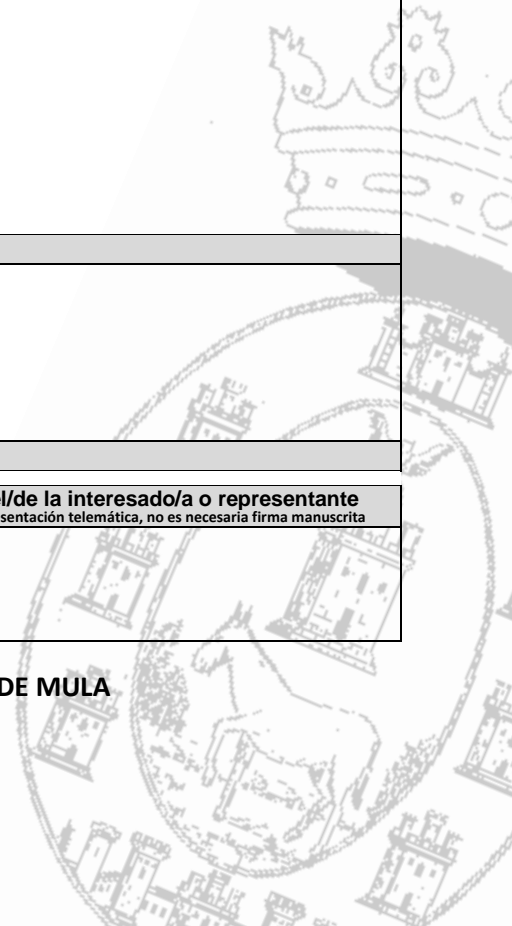 el/de la interesado/a o representante
sentación telemática, no es necesaria firma manuscrita
DE MULA